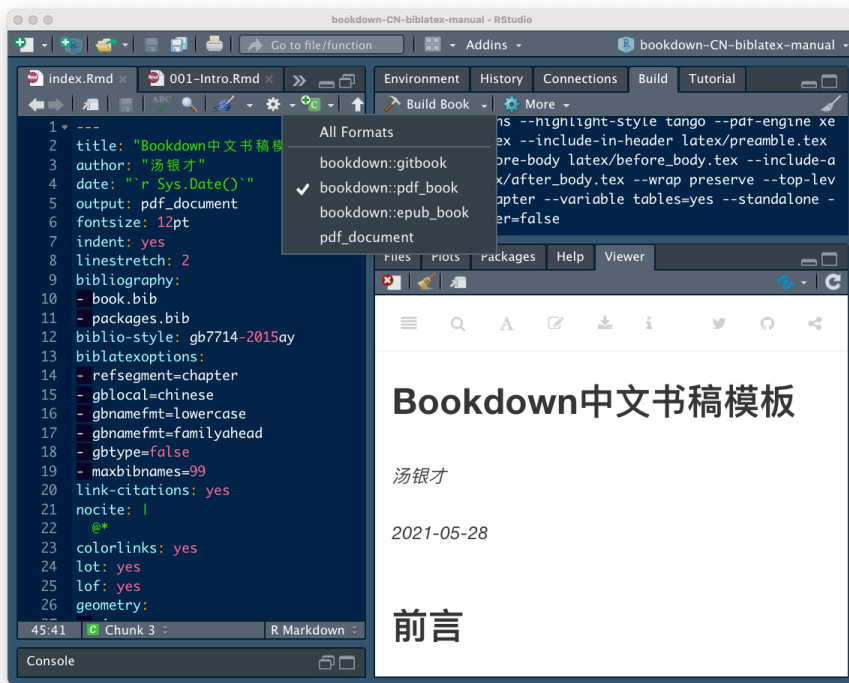 bookdown-CN-biblatex-manual - RStudio
Go to file/function
Addins
bookdown-CN-biblatex-manual
index.Rmd
001-Intro.Rmd
ABC
1 ---
2 title: "Bookdown中文书稿模
3 author: "汤银才"
4 date: "`r Sys.Date()`"
5 output: pdf_document
6 fontsize: 12pt
7 indent: yes
8 linestretch: 2
9 bibliography:
10 - book.bib
11 - packages.bib
12 biblio-style: gb7714-2015ay
13 biblatexoptions:
14 - refsegment=chapter
15 - gblocal=chinese
16 - gbnamefmt=lowercase
17 - gbnamefmt=familyahead
18 - gbtype=false
19 - maxbibnames=99
20 link-citations: yes
21 nocite: |
22 @*
23 colorlinks: yes
24 lot: yes
25 lof: yes
26 geometry:
45:41
Chunk 3
R Markdown
Console
All Formats
bookdown::gitbook
bookdown::pdf_book
bookdown::epub_book
pdf_document
Environment
History
Connections
Build
Tutorial
Build Book
More
ns --highlight-style tango --pdf-engine xe
ex --include-in-header latex/preamble.tex
ore-body latex/before_body.tex --include-a
x/after_body.tex --wrap preserve --top-lev
apter --variable tables=yes --standalone -
er=false
Files
Plots
Packages
Help
Viewer
Bookdown中文书稿模板
汤银才
2021-05-28
前言